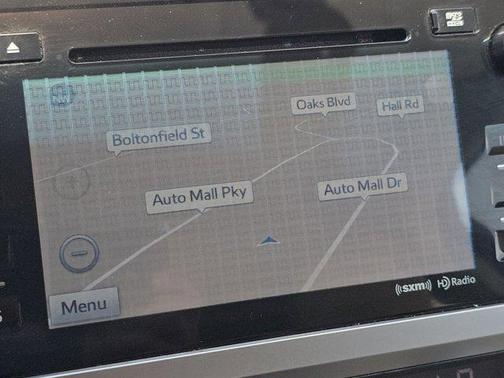 Oaks Blvd
Hall Rd
Boltonfield St
Auto Mall Pky
Auto Mall Dr
Menu
((sxm)) HD Radio